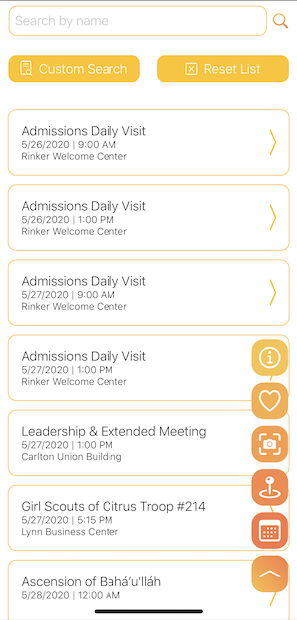 Search by name
Custom Search
Reset List
Admissions Daily Visit
5/26/2020 | 9:00 AM
Rinker Welcome Center
Admissions Daily Visit
5/26/2020 | 1:00 PM
Rinker Welcome Center
Admissions Daily Visit
5/27/2020 | 9:00 AM
Rinker Welcome Center
Admissions Daily Visit
5/27/2020 | 1:00 PM
Rinker Welcome Center
Leadership & Extended Meeting
5/27/2020 | 1:00 PM
Carlton Union Building
Girl Scouts of Citrus Troop #214
5/27/2020 | 5:15 PM
Lynn Business Center
Ascension of Bahá’u’lláh
5/28/2020 | 12:00 AM